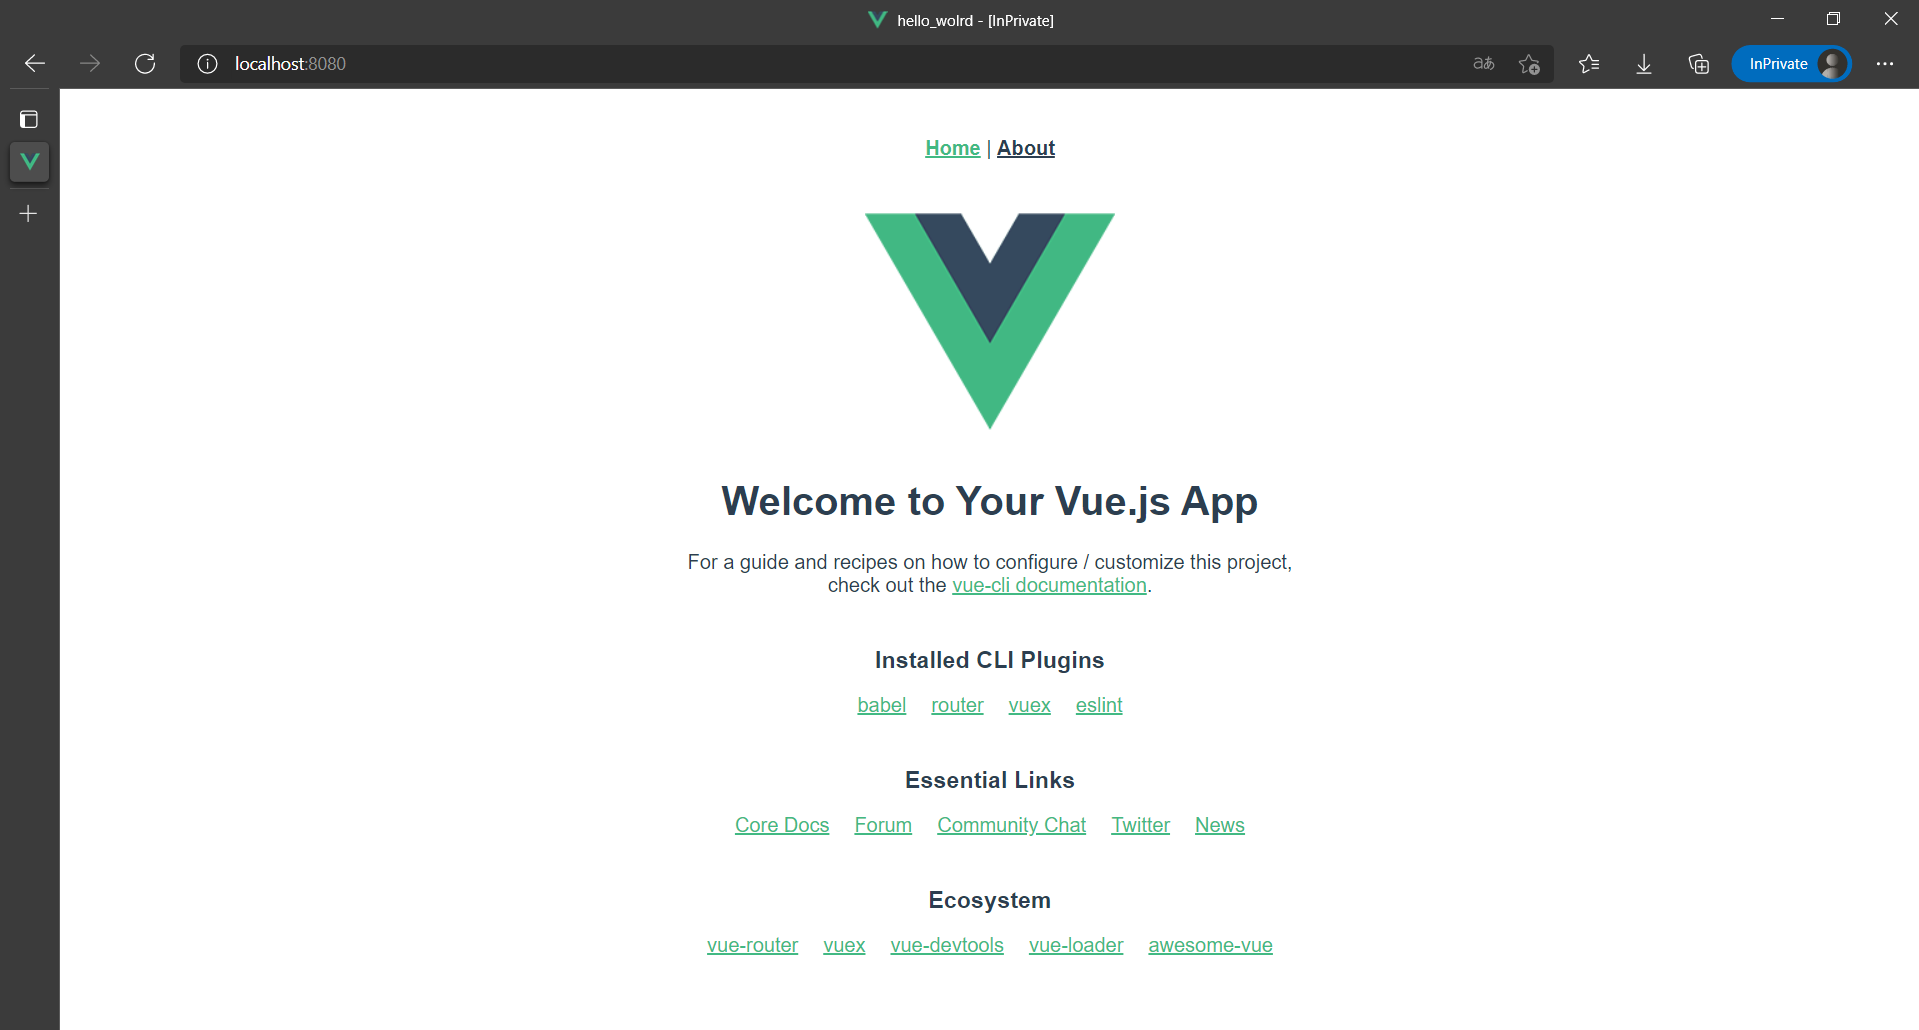 hello_wolrd - [InPrivate]
localhost:8080
aあ
InPrivate
Home | About
Welcome to Your Vue.js App
For a guide and recipes on how to configure / customize this project,
check out the vue-cli documentation.
Installed CLI Plugins
babel router vuex eslint
Essential Links
Core Docs Forum Community Chat Twitter News
Ecosystem
vue-router vuex vue-devtools vue-loader awesome-vue